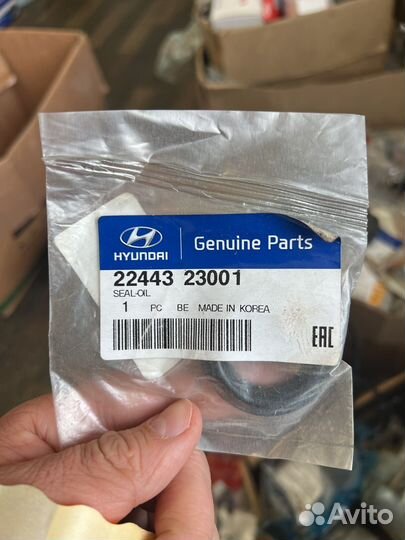 HYUNDAI
Genuine Parts
22443 23001
SEAL-OIL
1 PC BE MADE IN KOREA
EAC
Avito